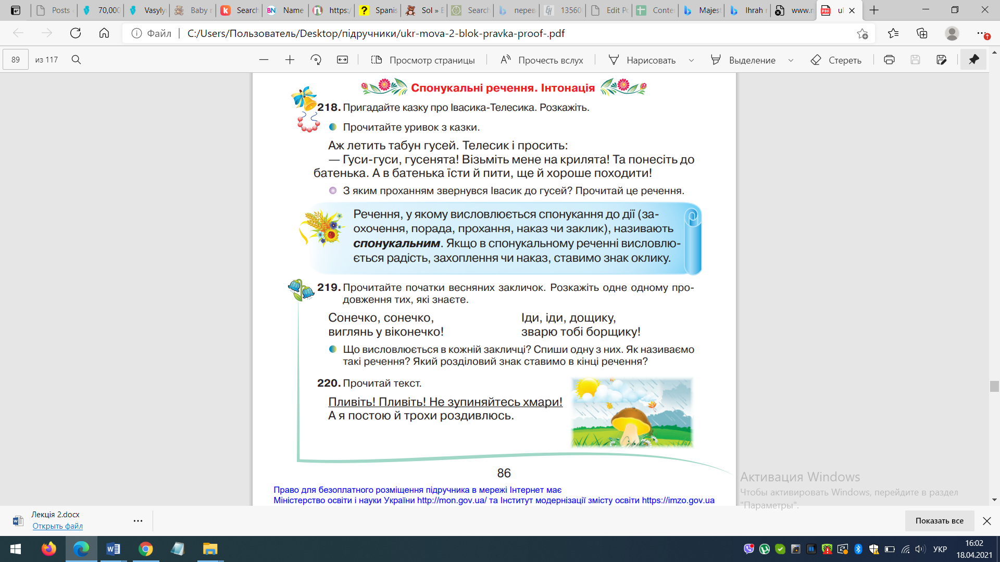 Posts
70,000
Vasyly
Baby n
Search
Name
https:/
Spanis
Sol » E
Search
перев
13560
Edit Po
Conte
Majest
Ihrah r
www.n
ul
Файл
C:/Users/Пользователь/Desktop/підручники/ukr-mova-2-blok-pravka-proof-.pdf
89 из 117
Просмотр страницы
Прочесть вслух
Нарисовать
Выделение
Стереть
Спонукальні речення. Інтонація
218. Пригадайте казку про Івасика-Телесика. Розкажіть.
Прочитайте уривок з казки.
Аж летить табун гусей. Телесик і просить:
— Гуси-гуси, гусенята! Візьміть мене на крилята! Та понесіть до
батенька. А в батенька їсти й пити, ще й хороше походити!
З яким проханням звернувся Івасик до гусей? Прочитай це речення.
Речення, у якому висловлюється спонукання до дії (за-
охочення, порада, прохання, наказ чи заклик), називають
спонукальним. Якщо в спонукальному реченні висловлю-
ється радість, захоплення чи наказ, ставимо знак оклику.
219. Прочитайте початки весняних закличок. Розкажіть одне одному про-
довження тих, які знаєте.
Сонечко, сонечко,
виглянь у віконечко!
Іди, іди, дощику,
зварю тобі борщику!
Що висловлюється в кожній закличці? Спиши одну з них. Як називаємо
такі речення? Який розділовий знак ставимо в кінці речення?
220. Прочитай текст.
Пливіть! Пливіть! Не зупиняйтесь хмари!
А я постою й трохи роздивлюсь.
86
Право для безоплатного розміщення підручника в мережі Інтернет має
Міністерство освіти і науки України http://mon.gov.ua/ та Інститут модернізації змісту освіти https://imzo.gov.ua
Активация Windows
Чтобы активировать Windows, перейдите в раздел
"Параметры".
Лекція 2.docx
Открыть файл
Показать все
УКР
16:02
18.04.2021